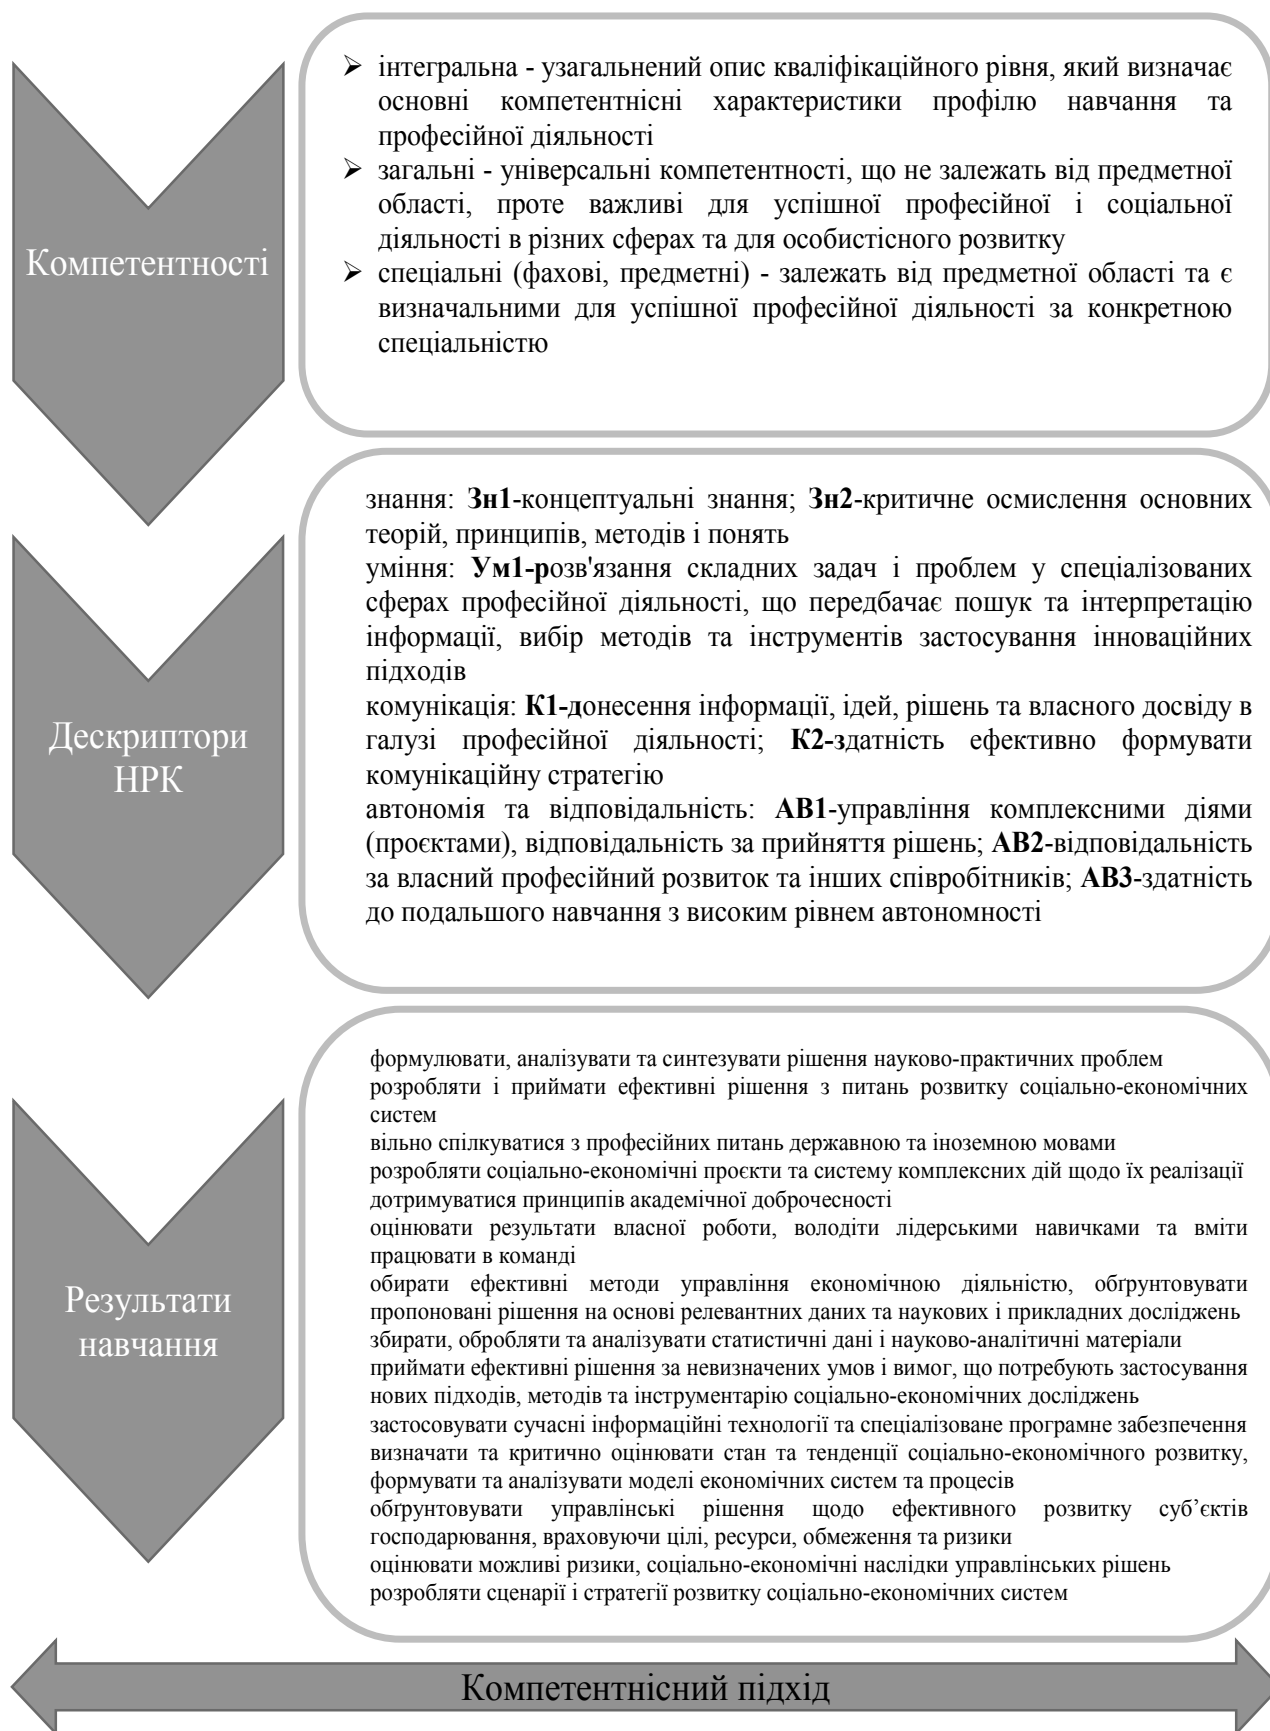 Компетентності
➢ інтегральна - узагальнений опис кваліфікаційного рівня, який визначає
основні компетентнісні характеристики профілю навчання та
професійної діяльності
➢ загальні - універсальні компетентності, що не залежать від предметної
області, проте важливі для успішної професійної і соціальної
діяльності в різних сферах та для особистісного розвитку
➢ спеціальні (фахові, предметні) - залежать від предметної області та є
визначальними для успішної професійної діяльності за конкретною
спеціальністю
Дескриптори
НРК
знання: Зн1-концептуальні знання; Зн2-критичне осмислення основних
теорій, принципів, методів і понять
уміння: Ум1-розв'язання складних задач і проблем у спеціалізованих
сферах професійної діяльності, що передбачає пошук та інтерпретацію
інформації, вибір методів та інструментів застосування інноваційних
підходів
комунікація: К1-донесення інформації, ідей, рішень та власного досвіду в
галузі професійної діяльності; К2-здатність ефективно формувати
комунікаційну стратегію
автономія та відповідальність: АВ1-управління комплексними діями
(проєктами), відповідальність за прийняття рішень; АВ2-відповідальність
за власний професійний розвиток та інших співробітників; АВ3-здатність
до подальшого навчання з високим рівнем автономності
Результати
навчання
формулювати, аналізувати та синтезувати рішення науково-практичних проблем
розробляти і приймати ефективні рішення з питань розвитку соціально-економічних
систем
вільно спілкуватися з професійних питань державною та іноземною мовами
розробляти соціально-економічні проєкти та систему комплексних дій щодо їх реалізації
дотримуватися принципів академічної доброчесності
оцінювати результати власної роботи, володіти лідерськими навичками та вміти
працювати в команді
обирати ефективні методи управління економічною діяльністю, обґрунтовувати
пропоновані рішення на основі релевантних даних та наукових і прикладних досліджень
збирати, обробляти та аналізувати статистичні дані і науково-аналітичні матеріали
приймати ефективні рішення за невизначених умов і вимог, що потребують застосування
нових підходів, методів та інструментарію соціально-економічних досліджень
застосовувати сучасні інформаційні технології та спеціалізоване програмне забезпечення
визначати та критично оцінювати стан та тенденції соціально-економічного розвитку,
формувати та аналізувати моделі економічних систем та процесів
обґрунтовувати управлінські рішення щодо ефективного розвитку суб’єктів
господарювання, враховуючи цілі, ресурси, обмеження та ризики
оцінювати можливі ризики, соціально-економічні наслідки управлінських рішень
розробляти сценарії і стратегії розвитку соціально-економічних систем
Компетентнісний підхід